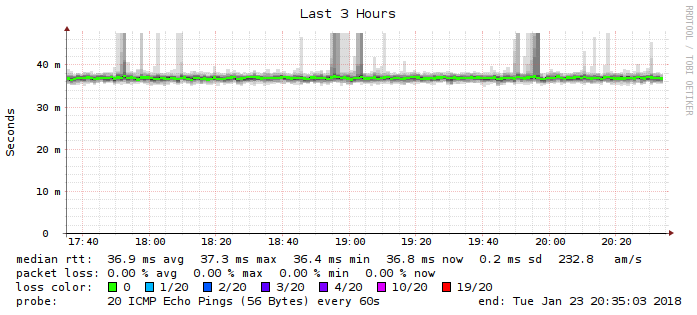 Last 3 Hours
RRDTOOL / TOBI OETIKER
Seconds
40 m
30 m
20 m
10 m
0
17:40 18:00 18:20 18:40 19:00 19:20 19:40 20:00 20:20
median rtt: 36.9 ms avg 37.3 ms max 36.4 ms min 36.8 ms now 0.2 ms sd 232.8 am/s
packet loss: 0.00 % avg 0.00 % max 0.00 % min 0.00 % now
loss color: 0 1/20 2/20 3/20 4/20 10/20 19/20
probe: 20 ICMP Echo Pings (56 Bytes) every 60s end: Tue Jan 23 20:35:03 2018